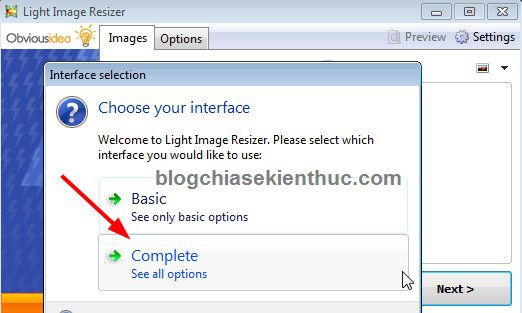 Light Image Resizer
Obviousidea
Images
Options
Preview
Settings
Interface selection
Choose your interface
Welcome to Light Image Resizer. Please select which
interface you would like to use:
blogchiasekienthuc.com
Basic
See only basic options
Complete
See all options
Next >